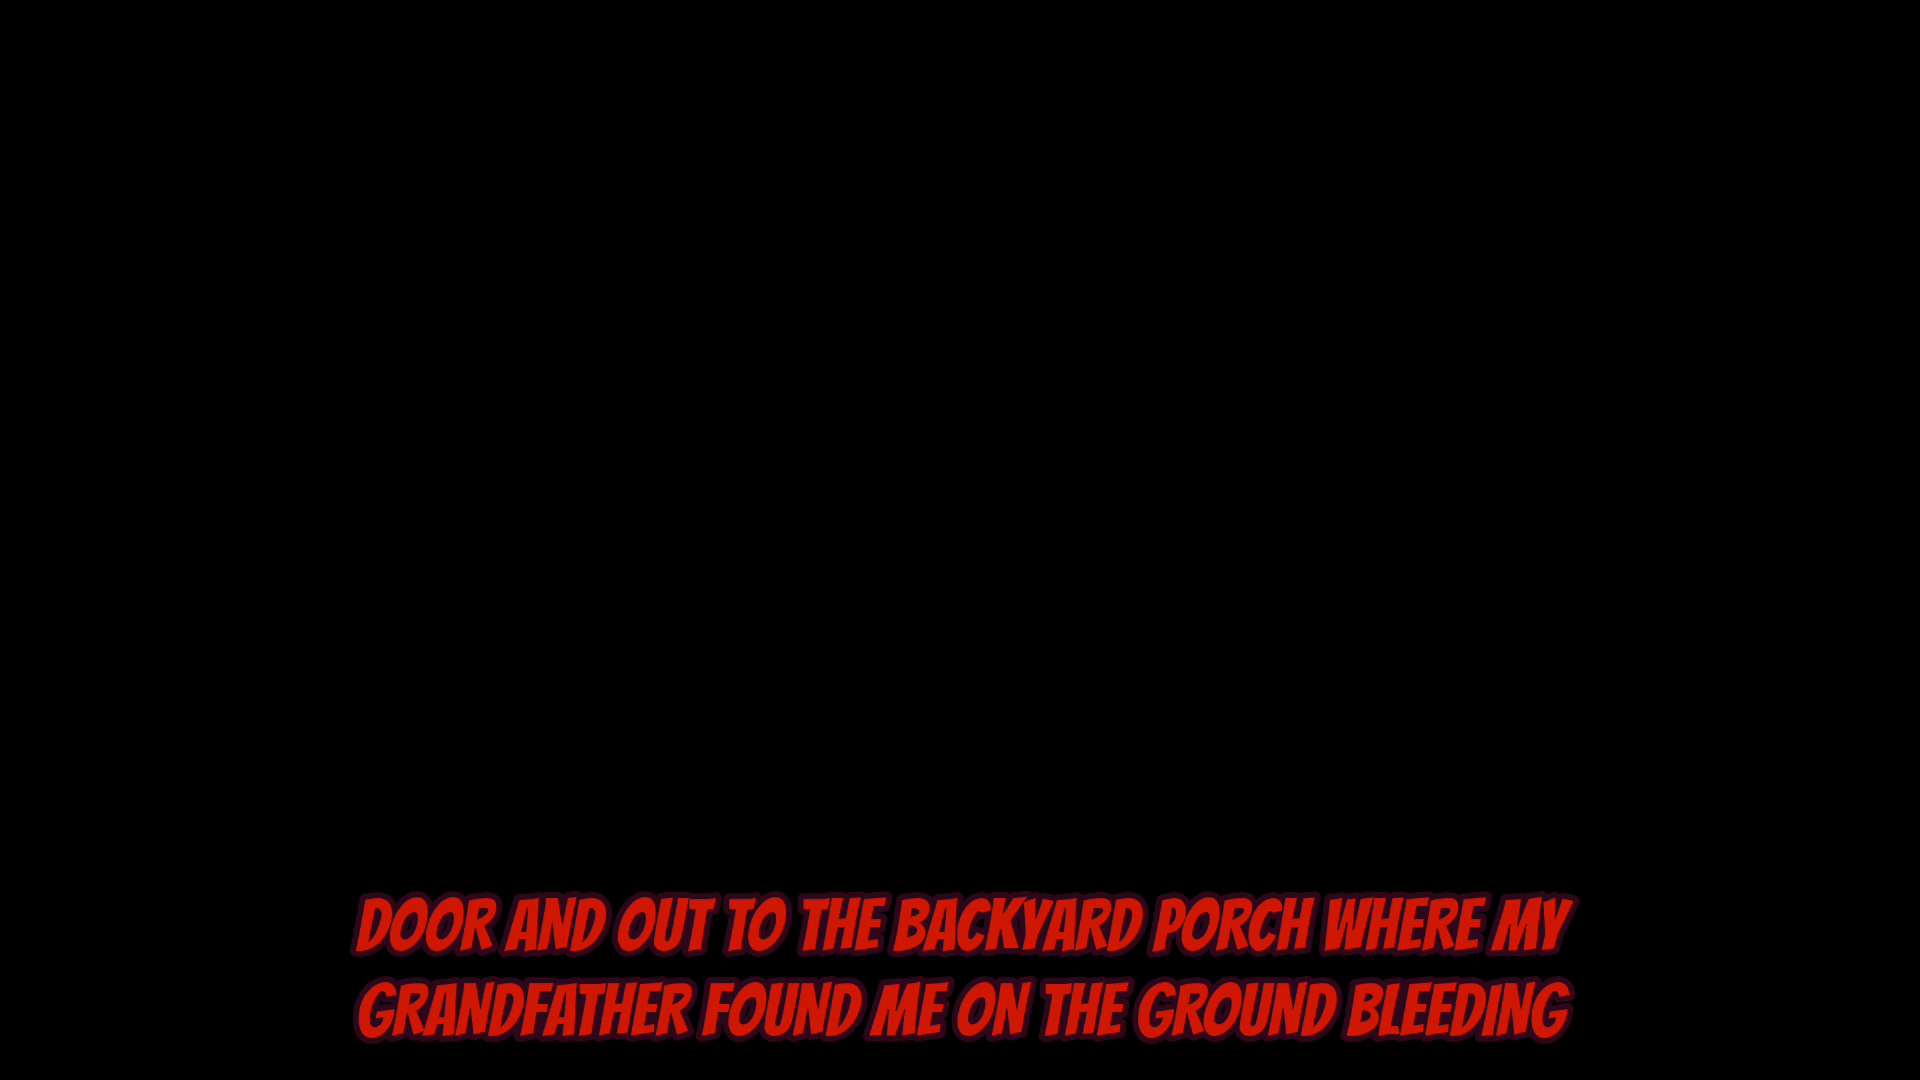 DOOR AND OUT TO THE BACKYARD PORCH WHERE MY
GRANDFATHER FOUND ME ON THE GROUND BLEEDING